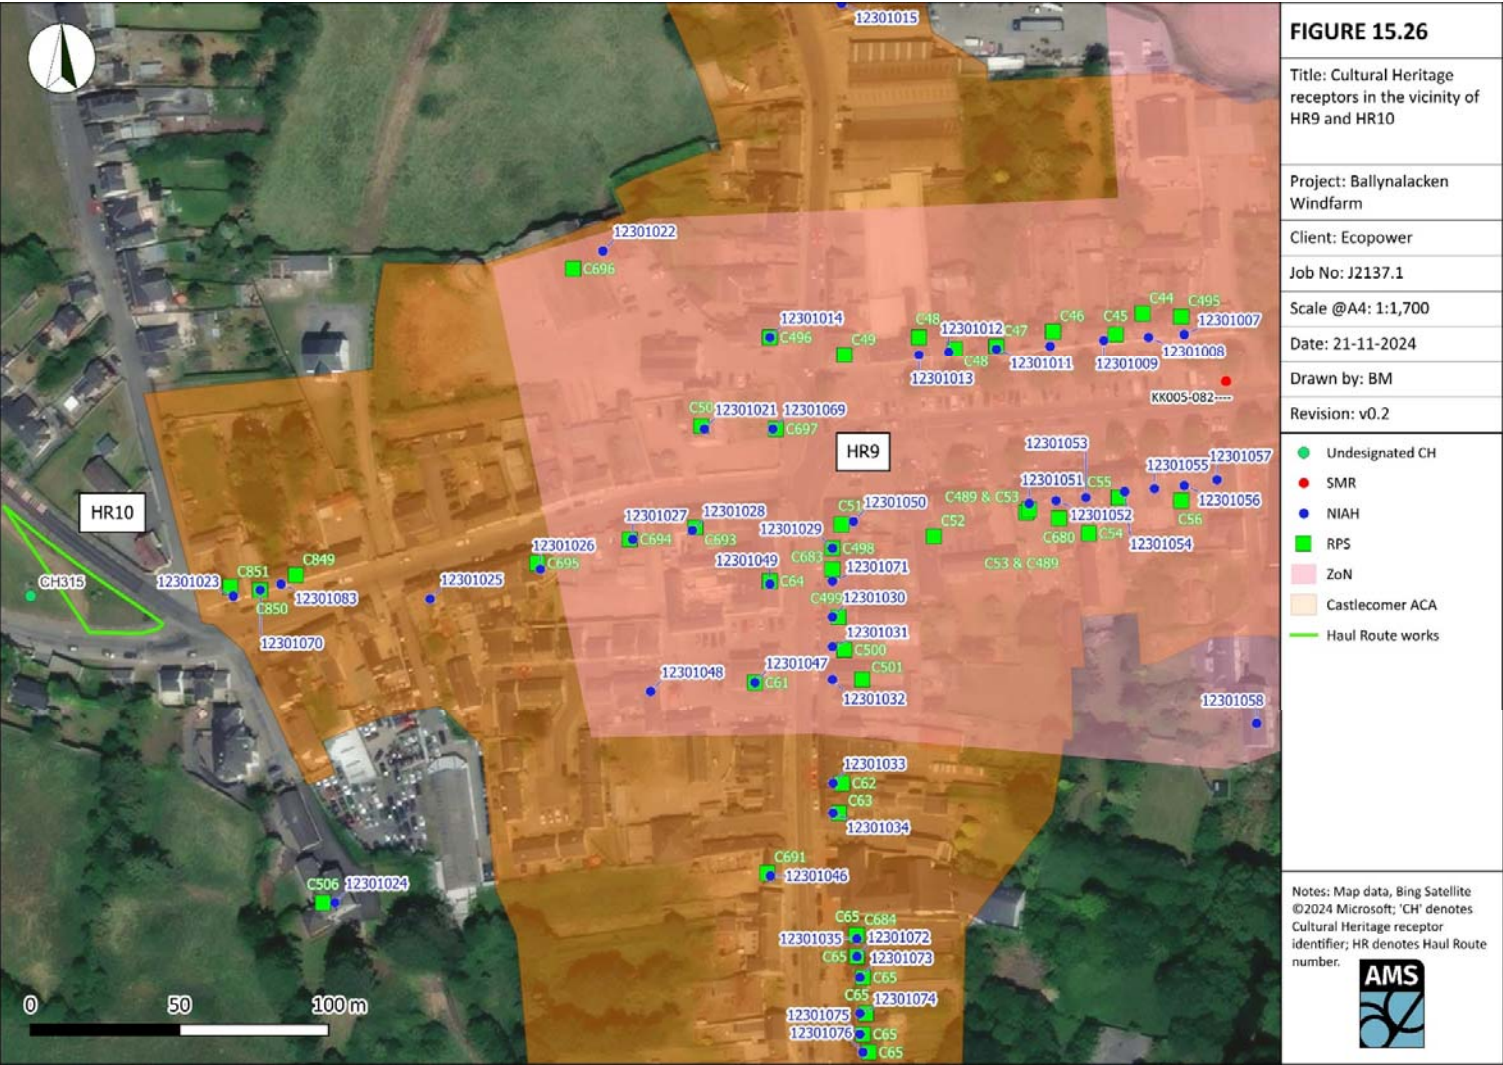 12301015
12301022
C696
12301014
C496
C49
C48
12301012
C47
C46
C45
C44
C495
12301007
C48
12301013
12301011
12301009
12301008
KK005-082----
C50
12301021
12301069
C697
HR9
12301053
12301055
12301057
C489 & C53
12301051
C55
12301056
C51
12301050
C52
12301052
C56
C680
C54
12301054
C53 & C489
HR10
12301027
12301028
12301029
C694
C693
12301026
C695
12301049
C683
C498
C64
12301071
CH315
12301023
C851
C849
C850
12301083
12301070
12301025
C499
12301030
12301031
C500
12301048
12301047
C501
C61
12301032
12301058
12301033
C62
C63
12301034
C691
12301046
C506
12301024
C65
C684
12301035
12301072
C65
12301073
C65
C65
12301074
12301075
12301076
C65
C65
0
50
100 m
FIGURE 15.26
Title: Cultural Heritage
receptors in the vicinity of
HR9 and HR10
Project: Ballynalacken
Windfarm
Client: Ecopower
Job No: J2137.1
Scale @A4: 1:1,700
Date: 21-11-2024
Drawn by: BM
Revision: v0.2
Undesignated CH
SMR
NIAH
RPS
ZoN
Castlecomer ACA
Haul Route works
Notes: Map data, Bing Satellite
©2024 Microsoft; 'CH' denotes
Cultural Heritage receptor
identifier; HR denotes Haul Route
number.
AMS